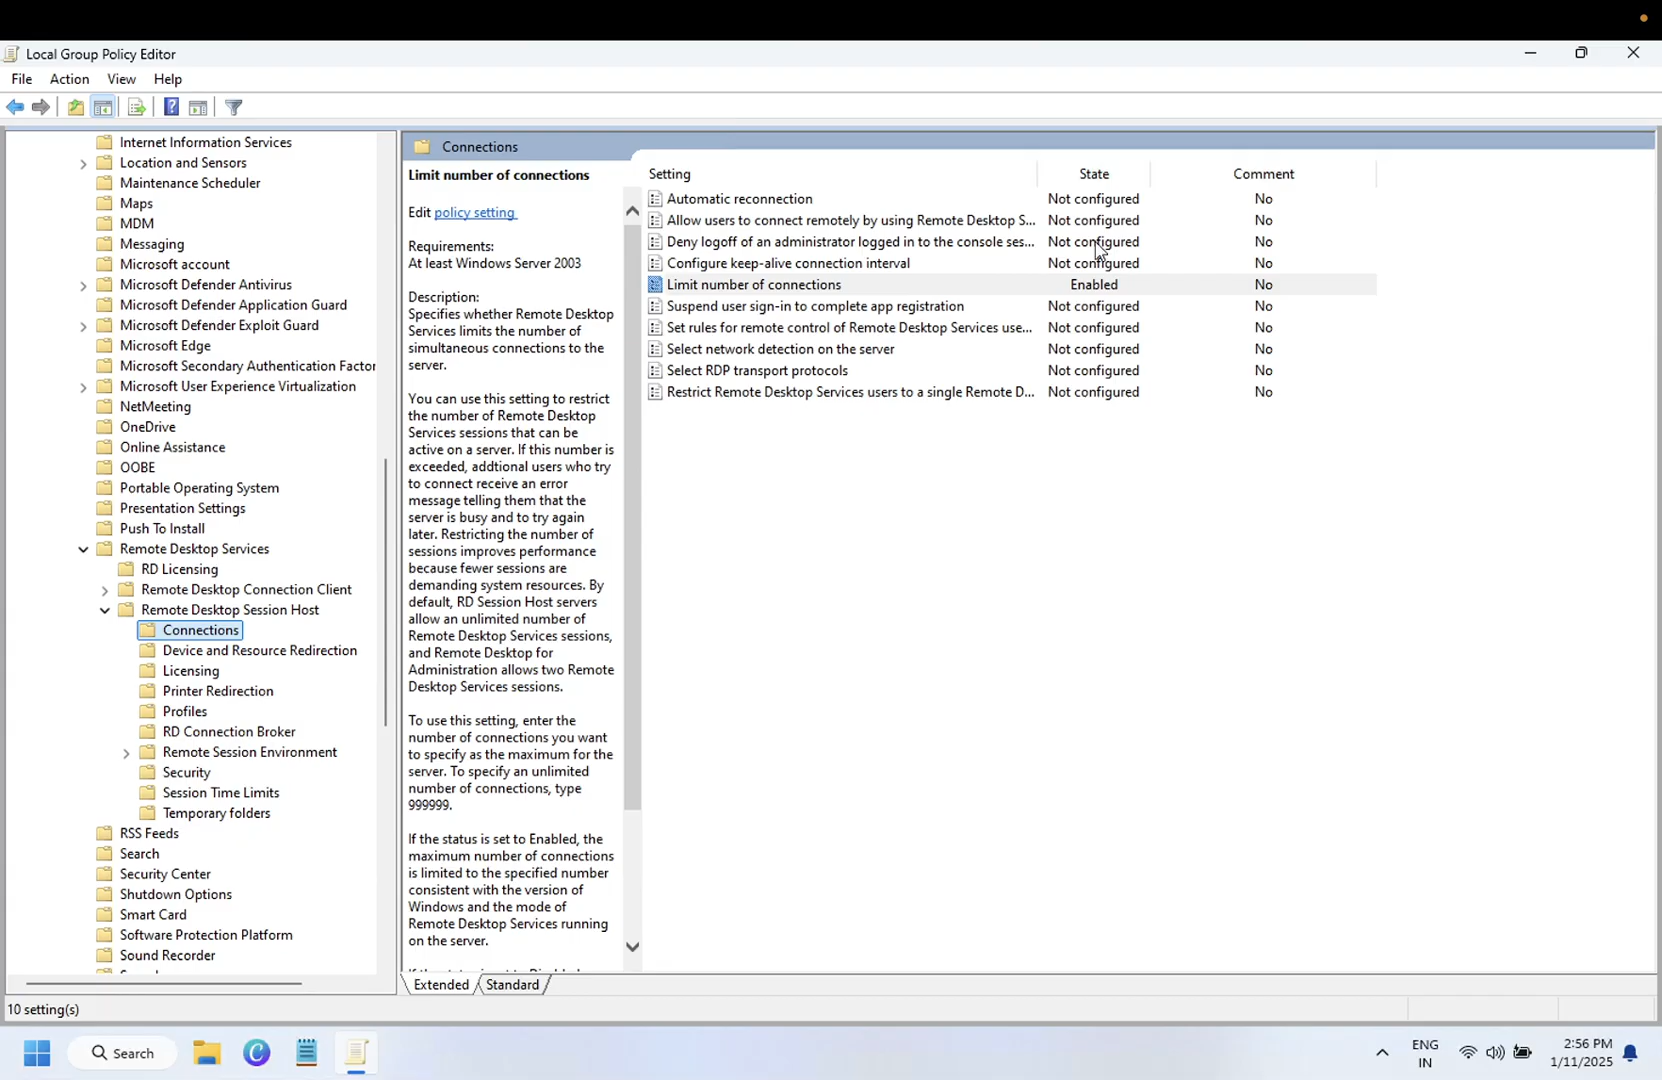 Local Group Policy Editor
File Action View Help
Internet Information Services
Location and Sensors
Maintenance Scheduler
Maps
MDM
Messaging
Microsoft account
Microsoft Defender Antivirus
Microsoft Defender Application Guard
Microsoft Defender Exploit Guard
Microsoft Edge
Microsoft Secondary Authentication Factor
Microsoft User Experience Virtualization
NetMeeting
OneDrive
Online Assistance
OOBE
Portable Operating System
Presentation Settings
Push To Install
Remote Desktop Services
RD Licensing
Remote Desktop Connection Client
Remote Desktop Session Host
Connections
Device and Resource Redirection
Licensing
Printer Redirection
Profiles
RD Connection Broker
Remote Session Environment
Security
Session Time Limits
Temporary folders
RSS Feeds
Search
Security Center
Shutdown Options
Smart Card
Software Protection Platform
Sound Recorder
Connections
Limit number of connections
Edit policy setting
Requirements:
At least Windows Server 2003
Description:
Specifies whether Remote Desktop
Services limits the number of
simultaneous connections to the
server.
You can use this setting to restrict
the number of Remote Desktop
Services sessions that can be
active on a server. If this number is
exceeded, addtional users who try
to connect receive an error
message telling them that the
server is busy and to try again
later. Restricting the number of
sessions improves performance
because fewer sessions are
demanding system resources. By
default, RD Session Host servers
allow an unlimited number of
Remote Desktop Services sessions,
and Remote Desktop for
Administration allows two Remote
Desktop Services sessions.
To use this setting, enter the
number of connections you want
to specify as the maximum for the
server. To specify an unlimited
number of connections, type
999999.
If the status is set to Enabled, the
maximum number of connections
is limited to the specified number
consistent with the version of
Windows and the mode of
Remote Desktop Services running
on the server.
Setting State Comment
Automatic reconnection Not configured No
Allow users to connect remotely by using Remote Desktop S... Not configured No
Deny logoff of an administrator logged in to the console ses... Not configured No
Configure keep-alive connection interval Not configured No
Limit number of connections Enabled No
Suspend user sign-in to complete app registration Not configured No
Set rules for remote control of Remote Desktop Services use... Not configured No
Select network detection on the server Not configured No
Select RDP transport protocols Not configured No
Restrict Remote Desktop Services users to a single Remote D... Not configured No
Extended Standard
10 setting(s)
Search
ENG
IN
2:56 PM
1/11/2025